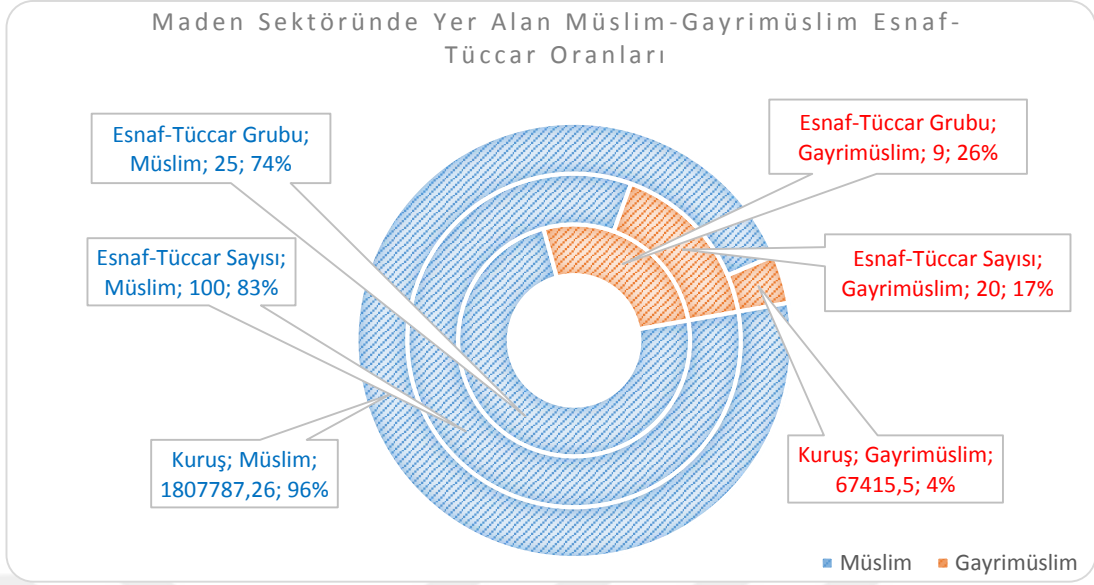 Maden Sektöründe Yer Alan Müslim-Gayrimüslim Esnaf-
Tüccar Oranları
Esnaf-Tüccar Grubu;
Müslim; 25; 74%
Esnaf-Tüccar Grubu;
Gayrimüslim; 9; 26%
Esnaf-Tüccar Sayısı;
Müslim; 100; 83%
Esnaf-Tüccar Sayısı;
Gayrimüslim; 20; 17%
Kuruş; Müslim;
1807787,26; 96%
Kuruş; Gayrimüslim;
67415,5; 4%
Müslim
Gayrimüslim